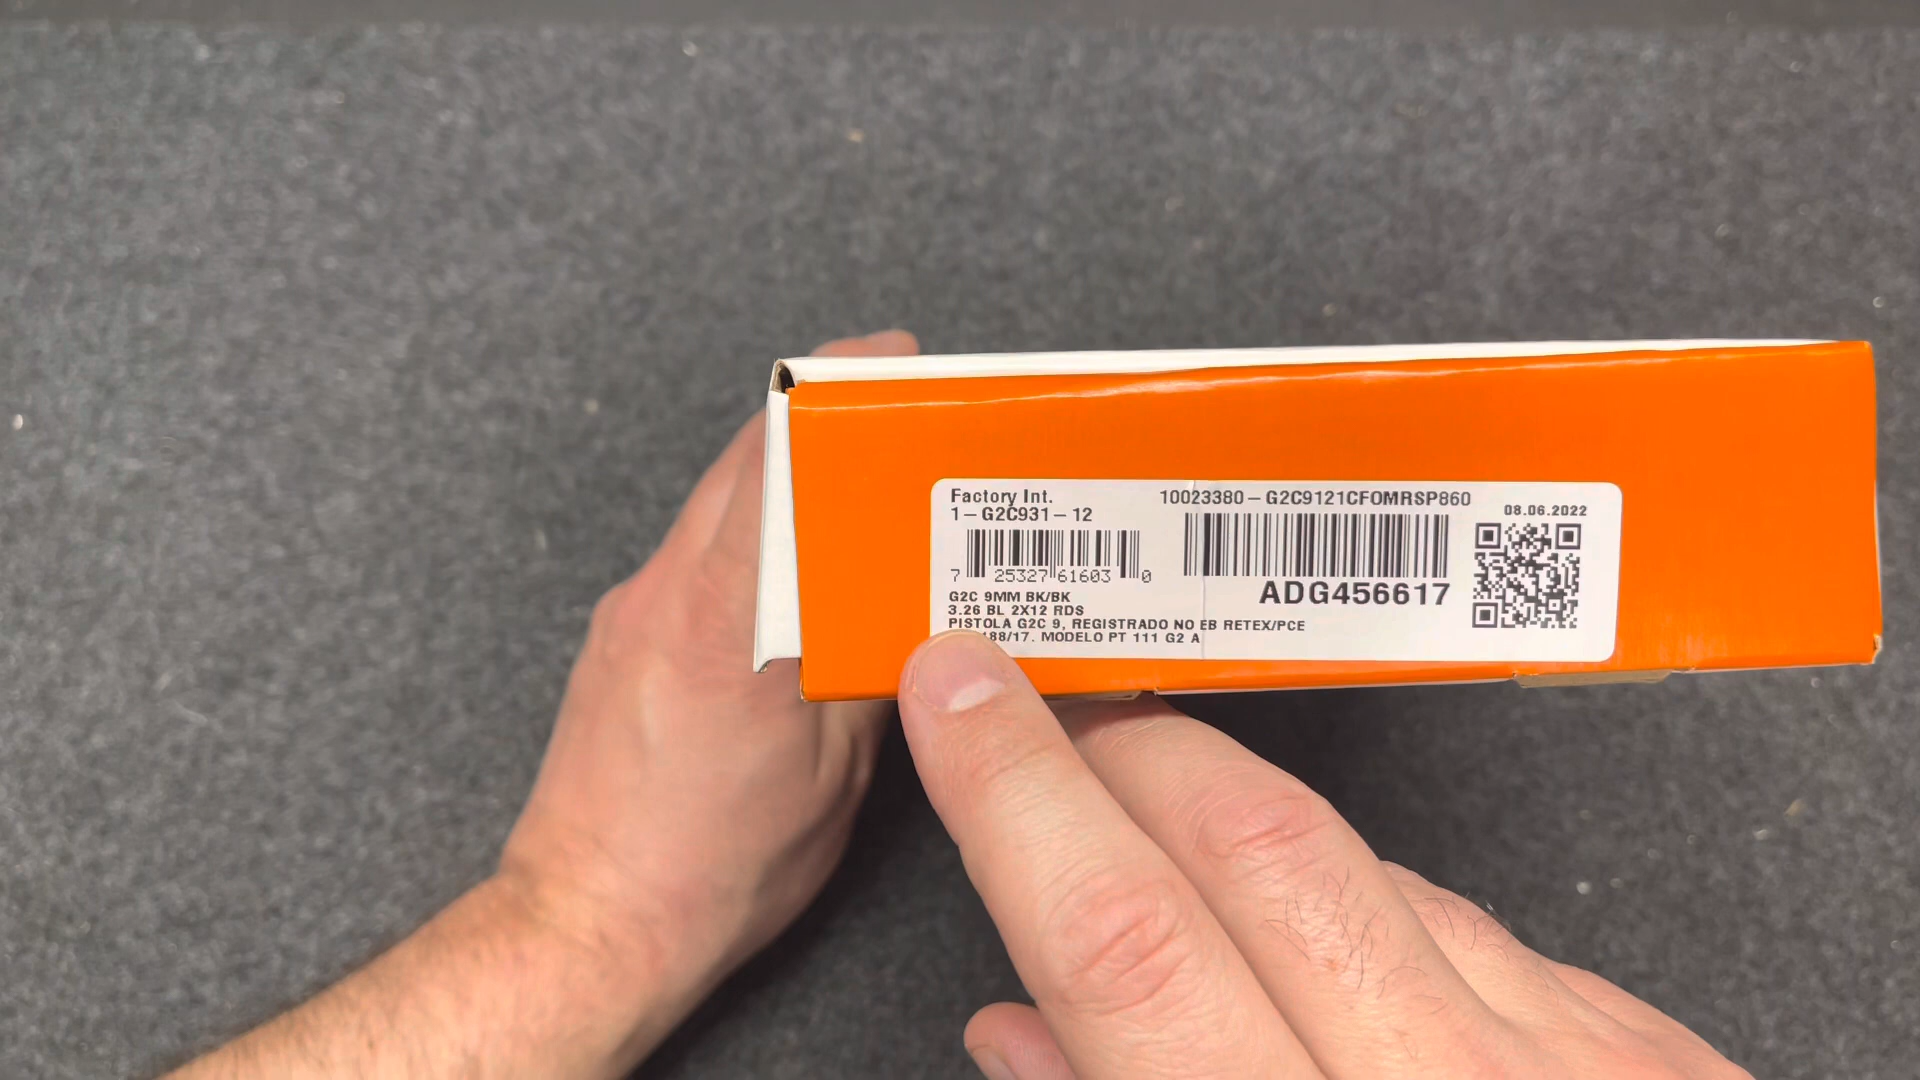 Factory Int.
1-G2C931-12
7 25327 61603 0
G2C 9MM BK/BK
3.26 BL 2X12 RDS
PISTOLA G2C 9, REGISTRADO NO EB RETEX/PCE
188/17. MODELO PT 111 G2 A
10023380-G2C9121CFOMRSP860
ADG456617
08.06.2022